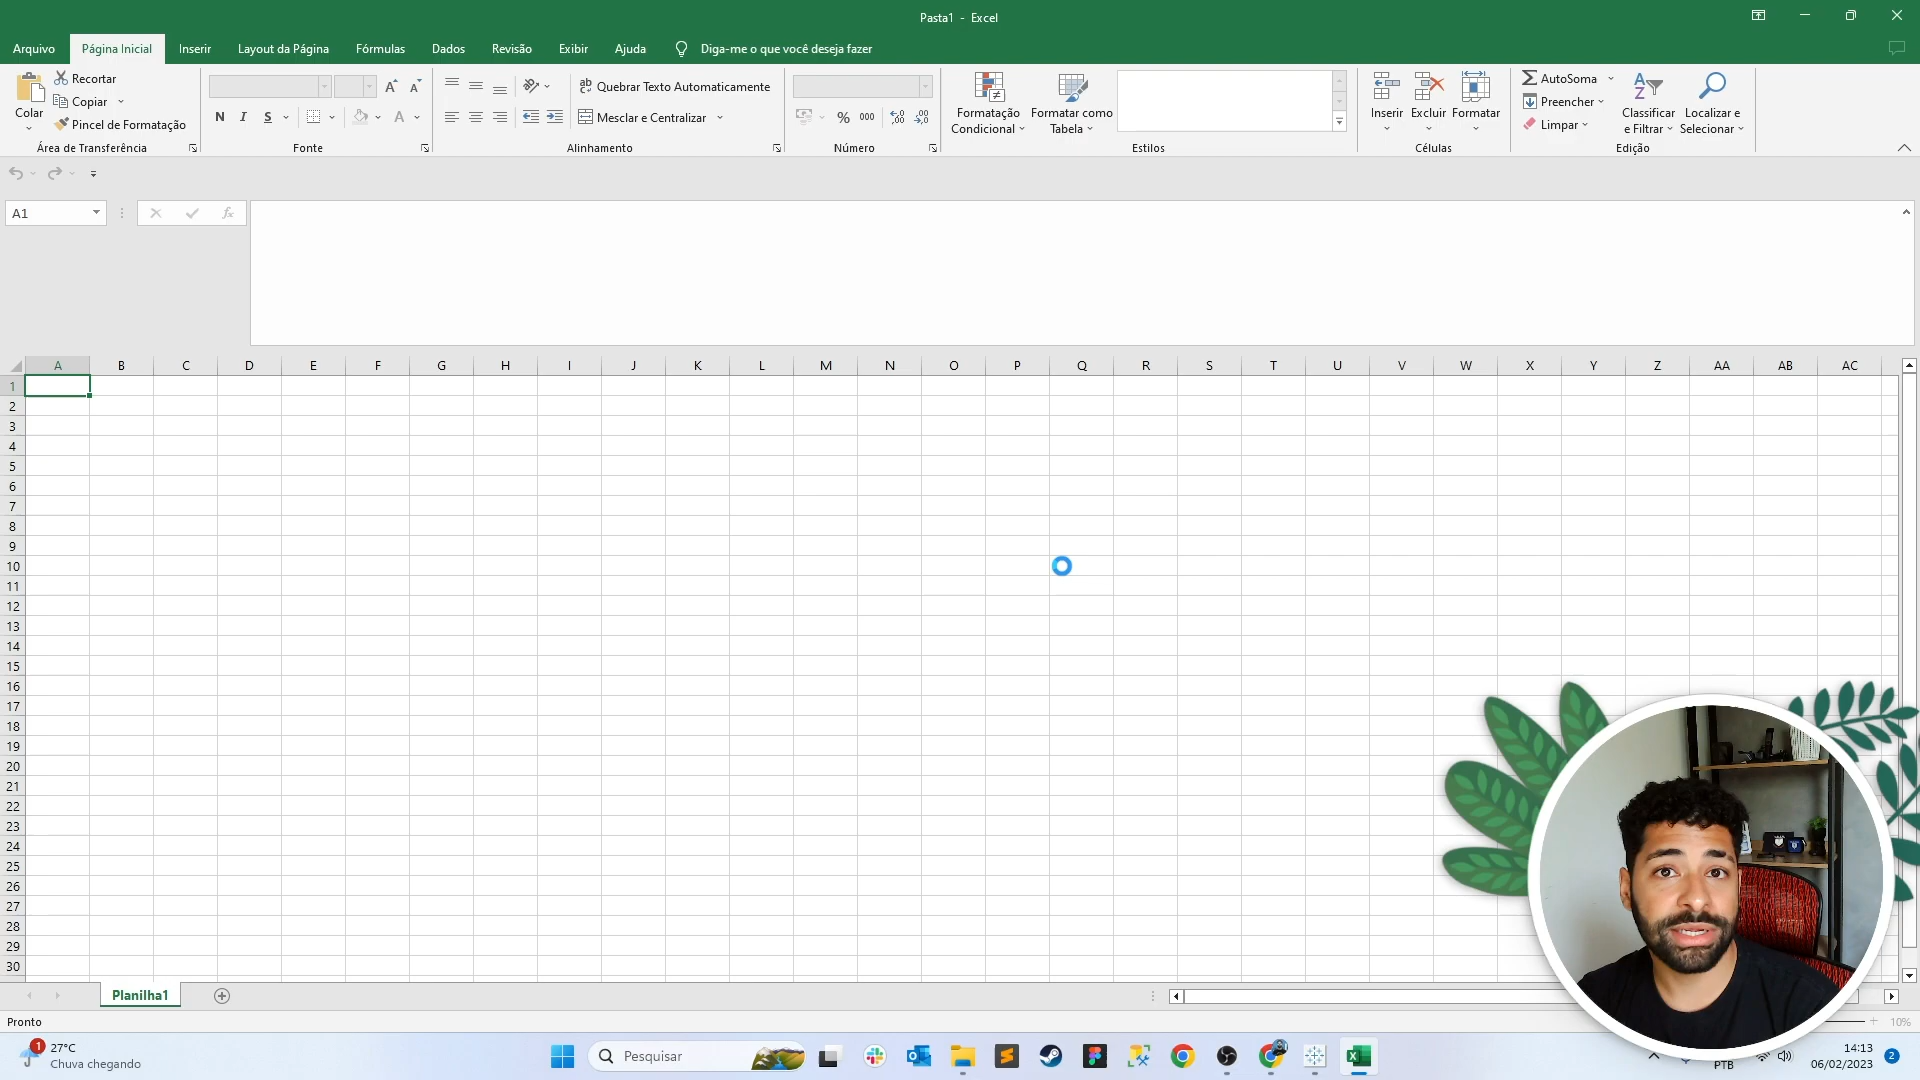 Pasta1 - Excel
Arquivo Página Inicial Inserir Layout da Página Fórmulas Dados Revisão Exibir Ajuda Diga-me o que você deseja fazer
Colar
Recortar
Copiar
Pincel de Formatação
Área de Transferência
N I S
Fonte
Quebrar Texto Automaticamente
Mesclar e Centralizar
Alinhamento
% 000
Número
Formatação
Condicional
Formatar como
Tabela
Estilos
Inserir
Excluir
Formatar
Células
AutoSoma
Preencher
Limpar
Classificar
e Filtrar
Localizar e
Selecionar
Edição
A1
fx
A B C D E F G H I J K L M N O P Q R S T U V W X Y Z AA AB AC
1
2
3
4
5
6
7
8
9
10
11
12
13
14
15
16
17
18
19
20
21
22
23
24
25
26
27
28
29
30
Planilha1
Pronto
10%
1
27°C
Chuva chegando
Pesquisar
PTB
14:13
06/02/2023
2